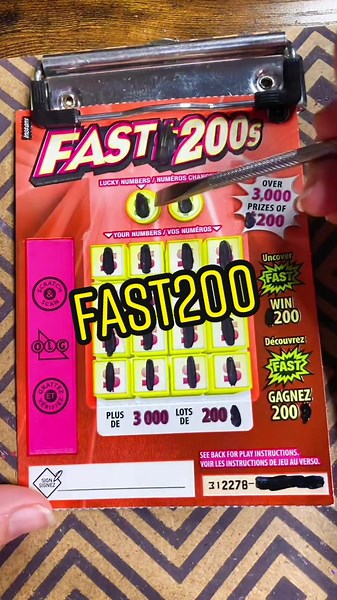 FAST 200s
LUCKY NUMBERS / NUMÉROS CHANCEUX
OVER
3,000
PRIZES OF
200
YOUR NUMBERS / VOS NUMÉROS
SCRATCH
&
SCAN
OLG
GRATTEZ
ET
VÉRIFIEZ
FAST200
Uncover
FAST
WIN
200
Découvrez
FAST
GAGNEZ
200
PLUS DE 3 000 LOTS DE 200
SEE BACK FOR PLAY INSTRUCTIONS.
VOIR LES INSTRUCTIONS DE JEU AU VERSO.
SIGN
SIGNEZ
312278-